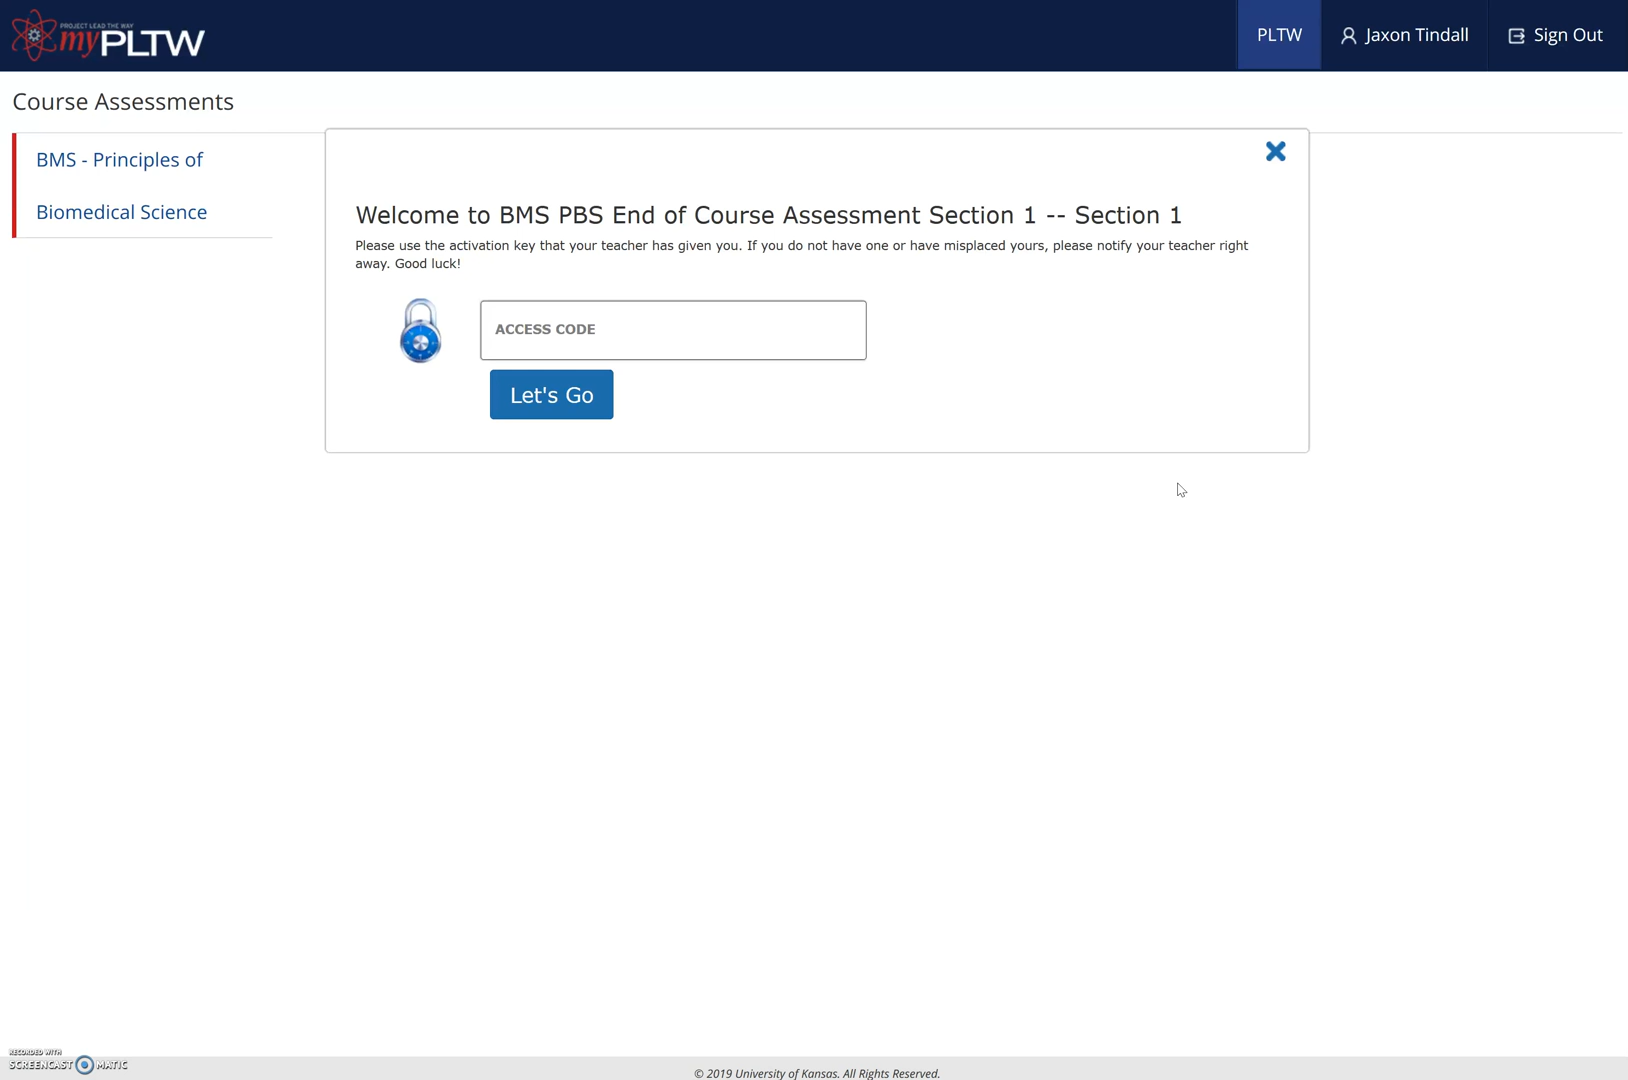 PROJECT LEAD THE WAY
myPLTW
PLTW
Jaxon Tindall
Sign Out
Course Assessments
BMS - Principles of
Biomedical Science
Welcome to BMS PBS End of Course Assessment Section 1 -- Section 1
Please use the activation key that your teacher has given you. If you do not have one or have misplaced yours, please notify your teacher right
away. Good luck!
ACCESS CODE
Let's Go
RECORDED WITH
SCREENCAST MATIC
© 2019 University of Kansas. All Rights Reserved.